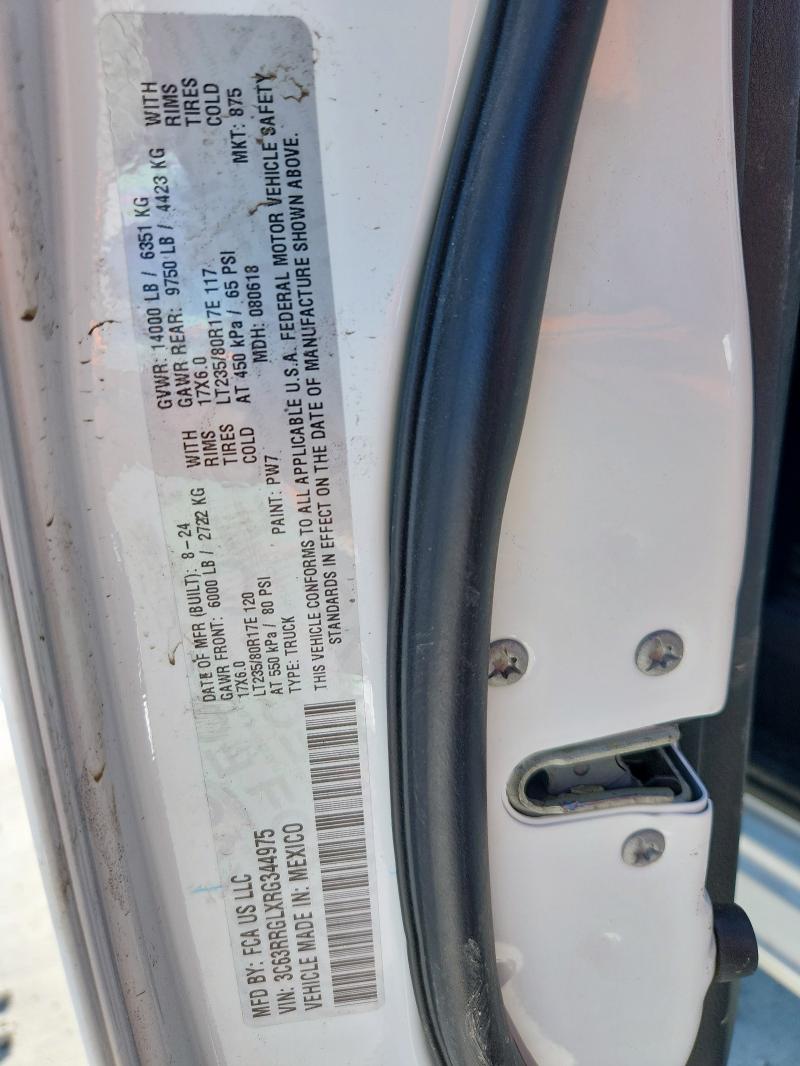 MFD BY: FCA US LLC
VIN: 3C63RRGLXRG344975
VEHICLE MADE IN: MEXICO
DATE OF MFR (BUILT): 8-24 GVWR: 14000 LB / 6351 KG
GAWR FRONT: 6000 LB / 2722 KG WITH GAWR REAR: 9750 LB / 4423 KG WITH
17X6.0 RIMS 17X6.0 RIMS
LT235/80R17E 120 TIRES LT235/80R17E 117 TIRES
AT 550 kPa / 80 PSI COLD AT 450 kPa / 65 PSI COLD
TYPE: TRUCK PAINT: PW7 MDH: 080618 MKT: 875
THIS VEHICLE CONFORMS TO ALL APPLICABLE U.S.A. FEDERAL MOTOR VEHICLE SAFETY
STANDARDS IN EFFECT ON THE DATE OF MANUFACTURE SHOWN ABOVE.